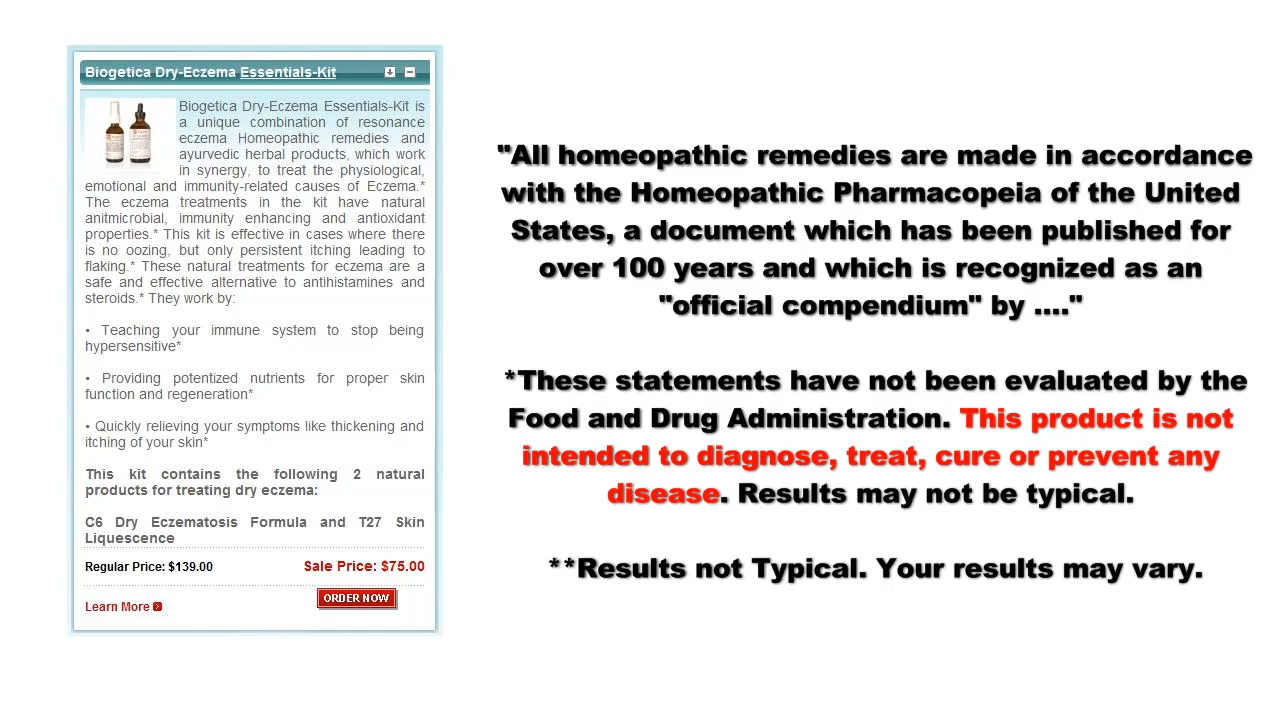 Biogetica Dry-Eczema Essentials-Kit
Biogetica Dry-Eczema Essentials-Kit is
a unique combination of resonance
eczema Homeopathic remedies and
ayurvedic herbal products, which work
in synergy, to treat the physiological,
emotional and immunity-related causes of Eczema.*
The eczema treatments in the kit have natural
anitmicrobial, immunity enhancing and antioxidant
properties.* This kit is effective in cases where there
is no oozing, but only persistent itching leading to
flaking.* These natural treatments for eczema are a
safe and effective alternative to antihistamines and
steroids.* They work by:
• Teaching your immune system to stop being
hypersensitive*
• Providing potentized nutrients for proper skin
function and regeneration*
• Quickly relieving your symptoms like thickening and
itching of your skin*
This kit contains the following 2 natural
products for treating dry eczema:
C6 Dry Eczematosis Formula and T27 Skin
Liquescence
Regular Price: $139.00 Sale Price: $75.00
Learn More ORDER NOW
"All homeopathic remedies are made in accordance
with the Homeopathic Pharmacopeia of the United
States, a document which has been published for
over 100 years and which is recognized as an
"official compendium" by ...."
*These statements have not been evaluated by the
Food and Drug Administration. This product is not
intended to diagnose, treat, cure or prevent any
disease. Results may not be typical.
**Results not Typical. Your results may vary.